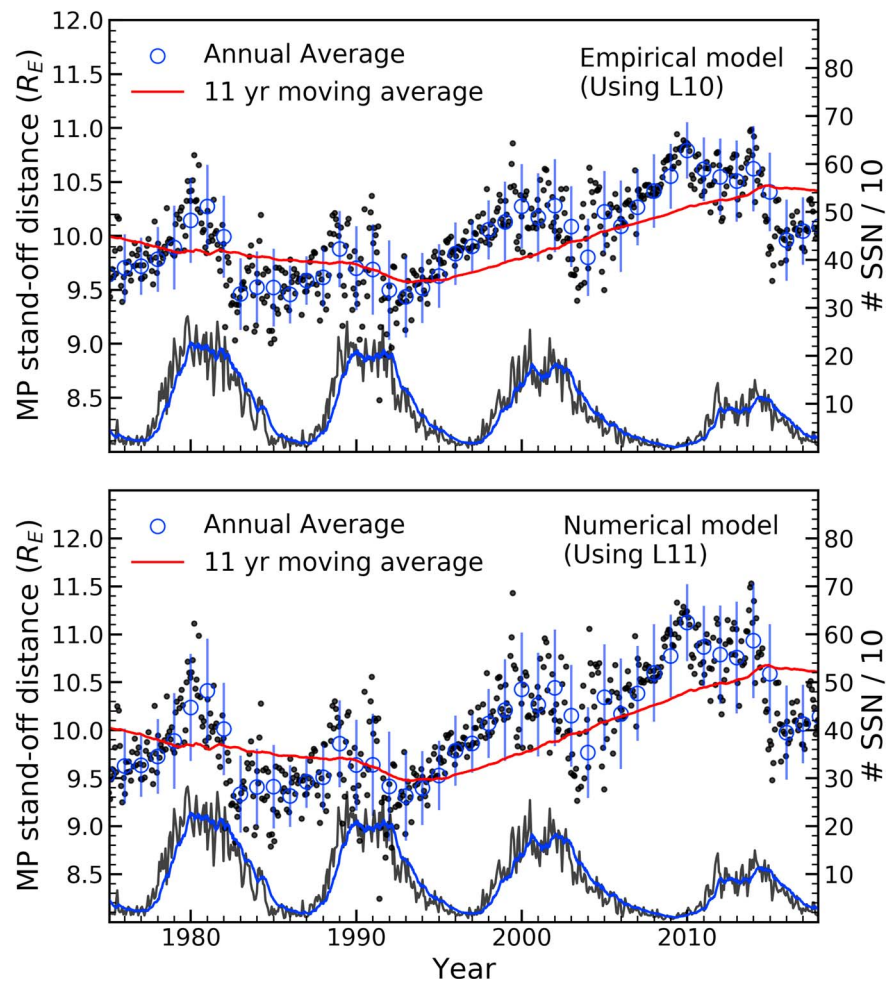 12.0
11.5
11.0
10.5
10.0
9.5
9.0
8.5
MP stand-off distance (R_E)
Annual Average
11 yr moving average
Empirical model
(Using L10)
80
70
60
50
40
30
20
10
# SSN / 10
12.0
11.5
11.0
10.5
10.0
9.5
9.0
8.5
MP stand-off distance (R_E)
Annual Average
11 yr moving average
Numerical model
(Using L11)
80
70
60
50
40
30
20
10
# SSN / 10
1980
1990
2000
2010
Year